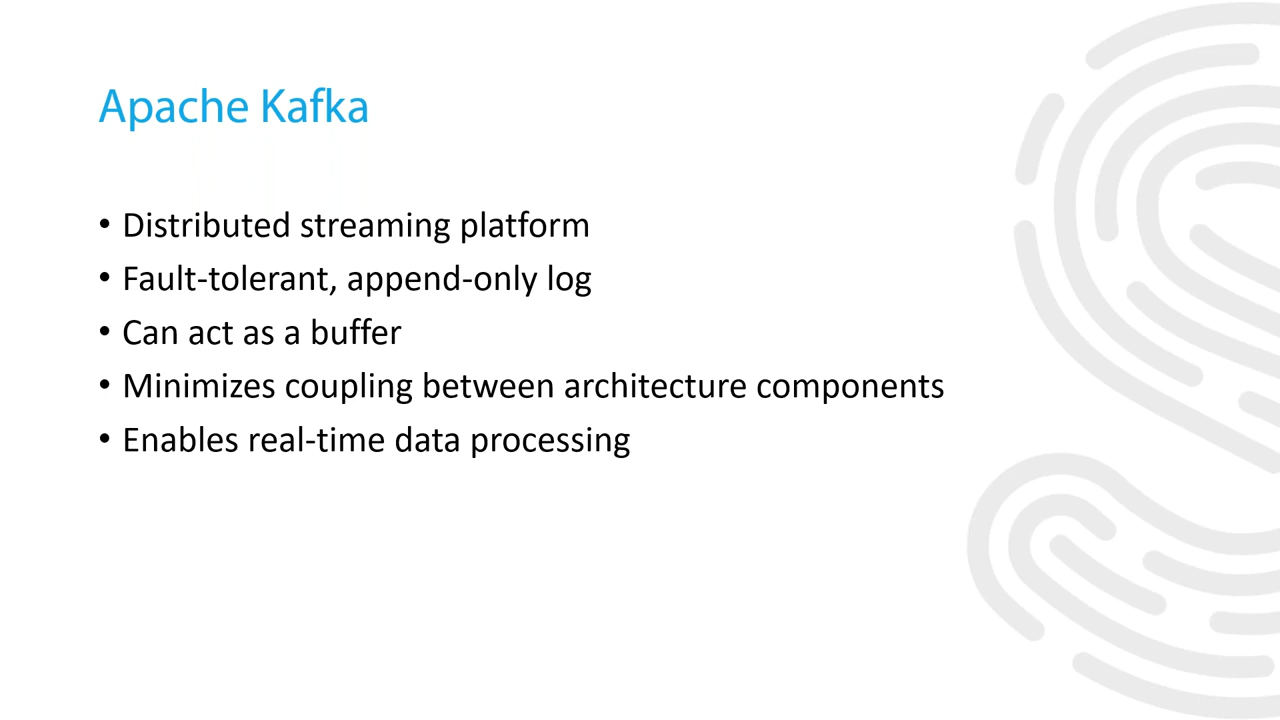 Apache Kafka
• Distributed streaming platform
• Fault-tolerant, append-only log
• Can act as a buffer
• Minimizes coupling between architecture components
• Enables real-time data processing